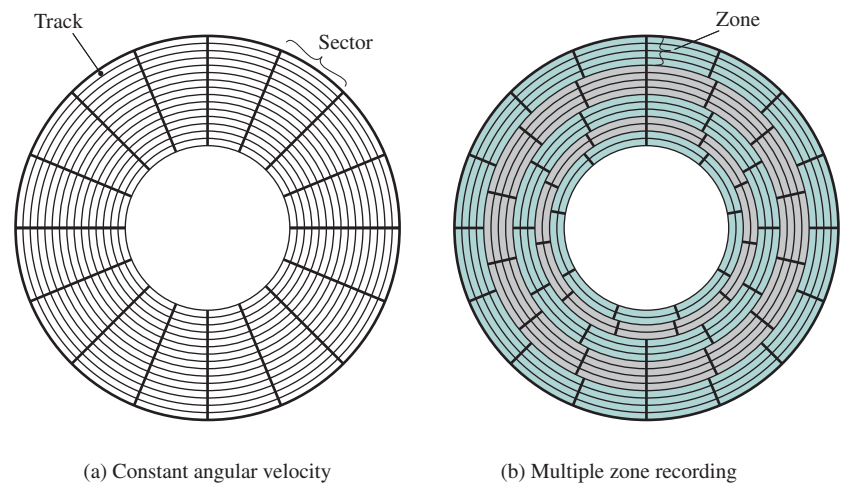 Track
Sector
Zone
(a) Constant angular velocity
(b) Multiple zone recording